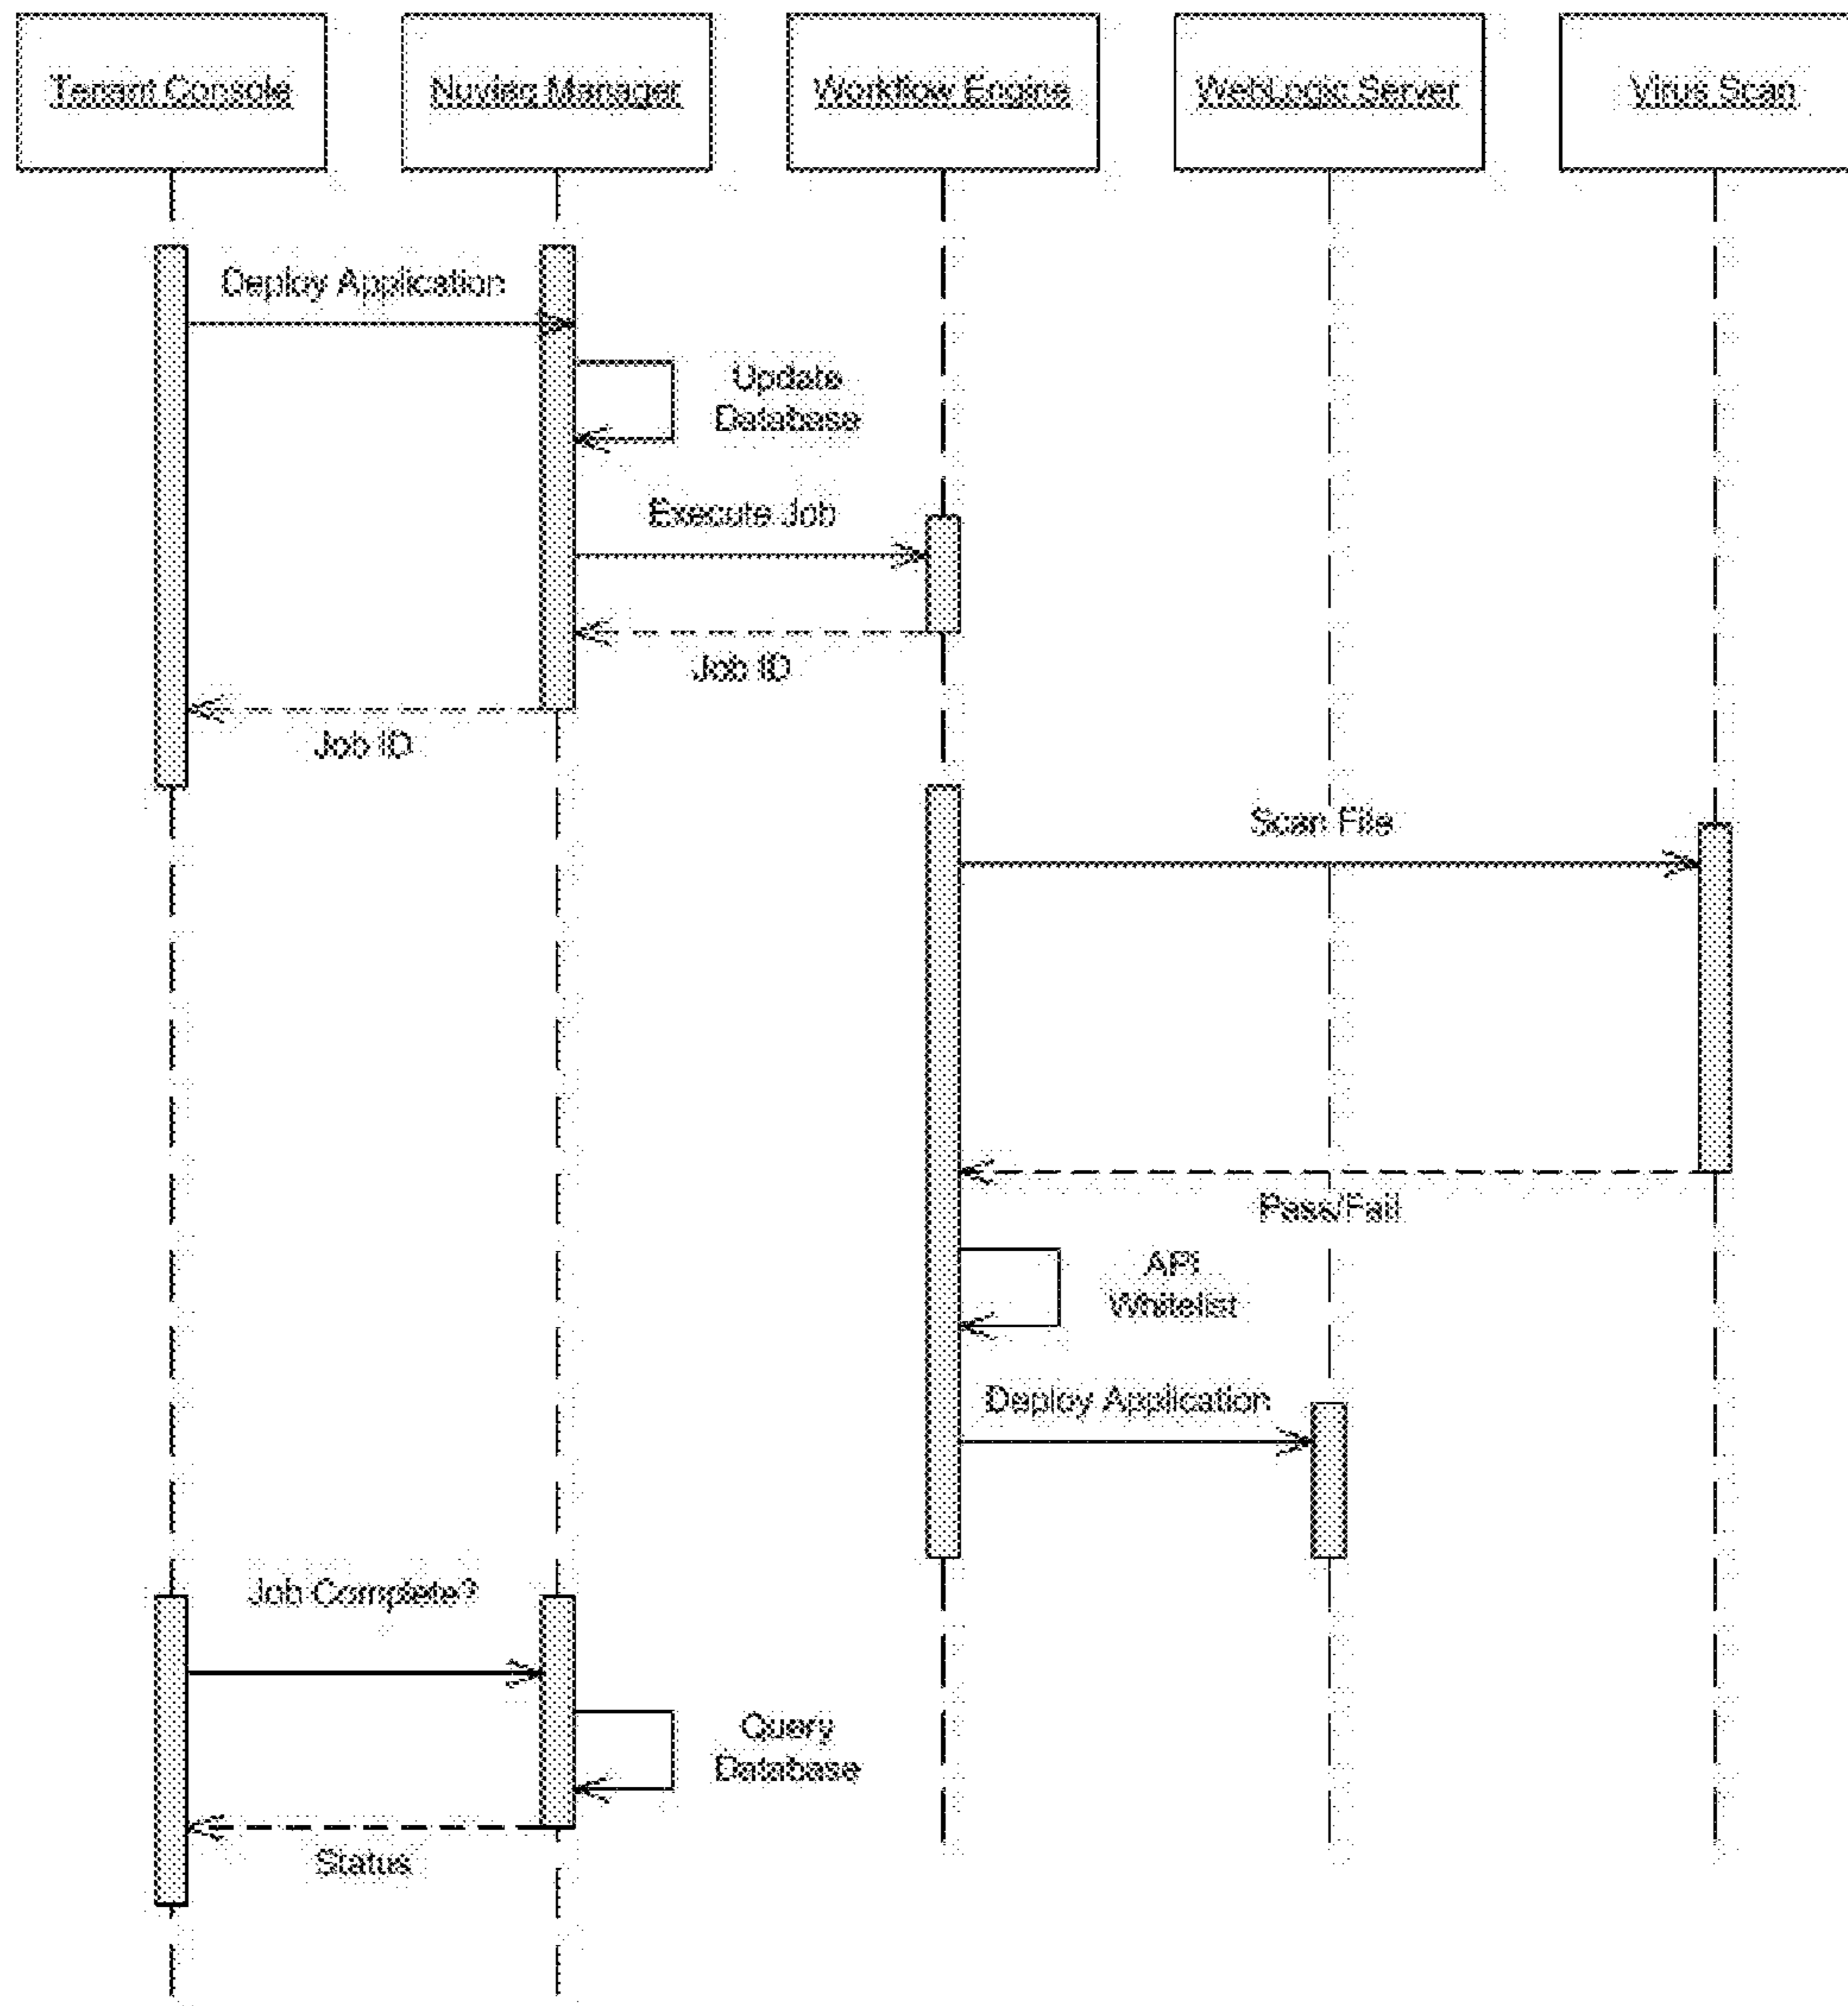 Tenant Console
Nuviaq Manager
Workflow Engine
WebLogic Server
Virus Scan
Deploy Application
Update
Database
Execute Job
Job ID
Job ID
Scan File
Pass/Fail
API
Whitelist
Deploy Application
Job Complete?
Query
Database
Status